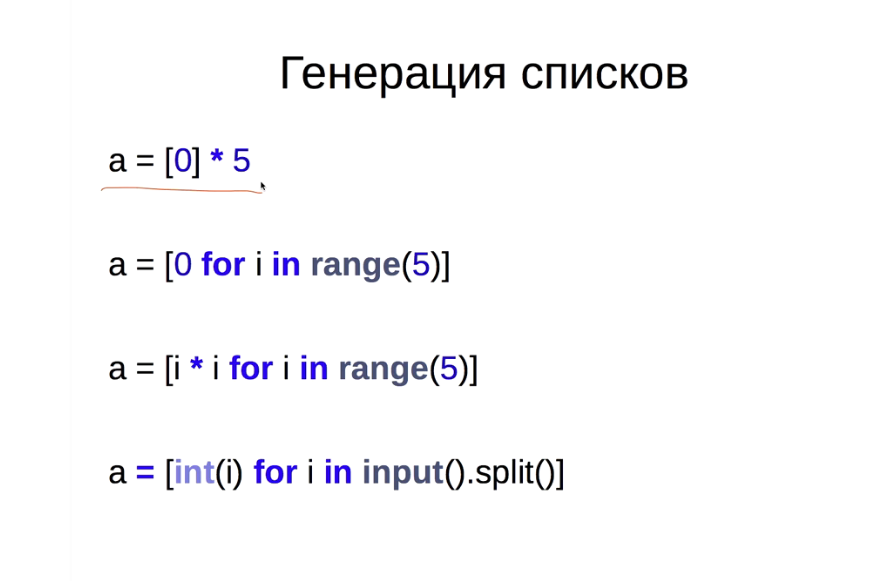 Генерация списков
a = [0] * 5
a = [0 for i in range(5)]
a = [i * i for i in range(5)]
a = [int(i) for i in input().split()]